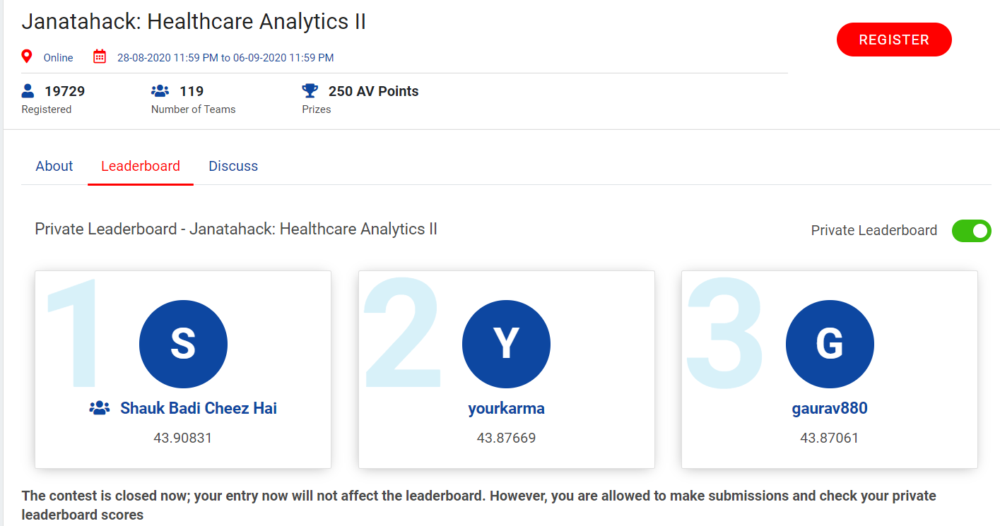 Janatahack: Healthcare Analytics II
REGISTER
Online 28-08-2020 11:59 PM to 06-09-2020 11:59 PM
19729 119 250 AV Points
Registered Number of Teams Prizes
About Leaderboard Discuss
Private Leaderboard - Janatahack: Healthcare Analytics II Private Leaderboard
1 2 3
S Y G
Shauk Badi Cheez Hai yourkarma gaurav880
43.90831 43.87669 43.87061
The contest is closed now; your entry now will not affect the leaderboard. However, you are allowed to make submissions and check your private
leaderboard scores